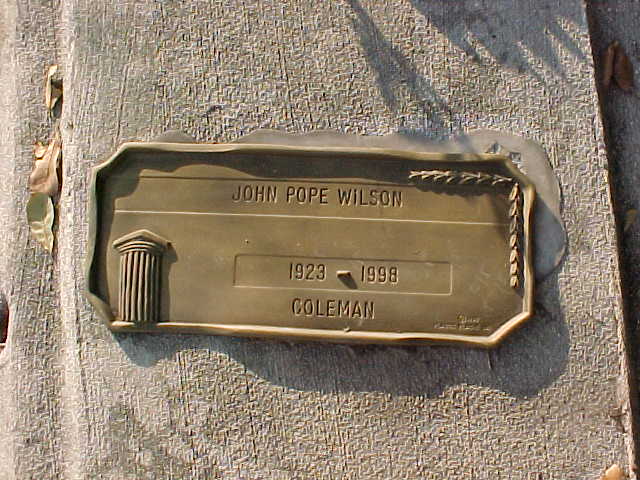 JOHN POPE WILSON
1923 - 1998
COLEMAN